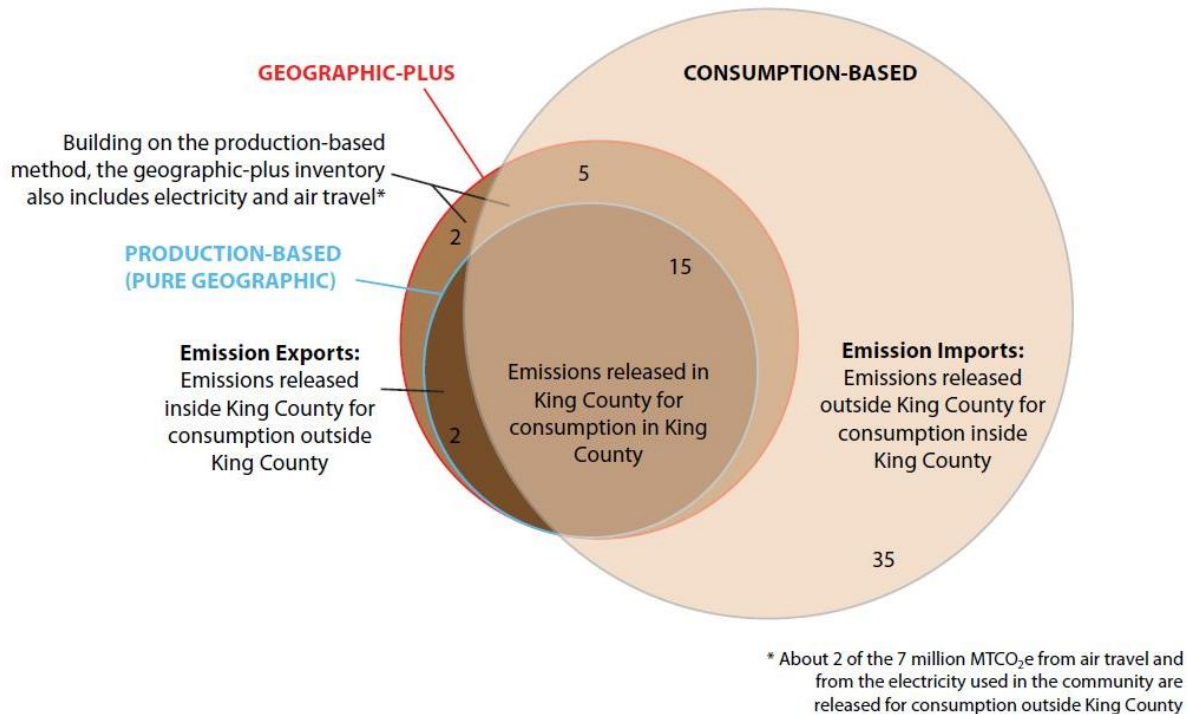 GEOGRAPHIC-PLUS
CONSUMPTION-BASED
Building on the production-based
method, the geographic-plus inventory
also includes electricity and air travel*
5
2
PRODUCTION-BASED
(PURE GEOGRAPHIC)
15
Emission Exports:
Emissions released
inside King County for
consumption outside
King County
2
Emissions released in
King County for
consumption in King
County
Emission Imports:
Emissions released
outside King County for
consumption inside
King County
35
* About 2 of the 7 million MTCO₂e from air travel and
from the electricity used in the community are
released for consumption outside King County